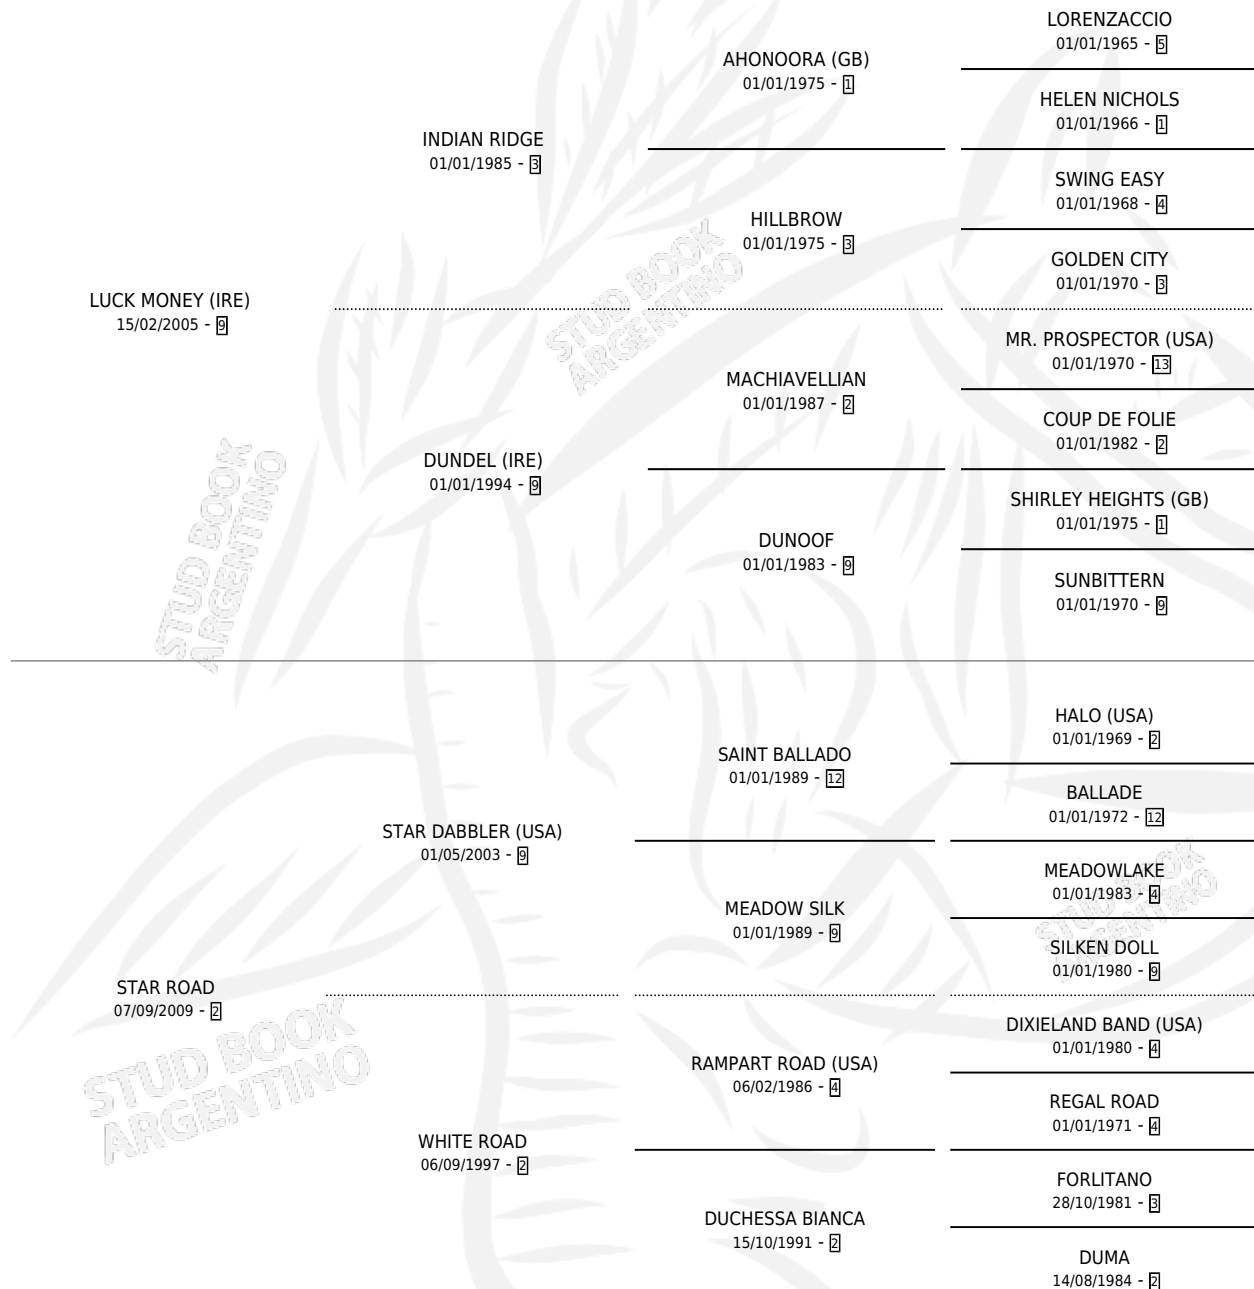 LORENZACCIO
01/01/1965 - 5
AHONOORA (GB)
01/01/1975 - 1
HELEN NICHOLS
01/01/1966 - 1
INDIAN RIDGE
01/01/1985 - 3
SWING EASY
01/01/1968 - 4
HILLBROW
01/01/1975 - 3
GOLDEN CITY
01/01/1970 - 3
LUCK MONEY (IRE)
15/02/2005 - 9
STUD BOOK
ARGENTINO
MR. PROSPECTOR (USA)
01/01/1970 - 13
MACHIAVELLIAN
01/01/1987 - 2
COUP DE FOLIE
01/01/1982 - 2
DUNDEL (IRE)
01/01/1994 - 9
SHIRLEY HEIGHTS (GB)
01/01/1975 - 1
DUNOOF
01/01/1983 - 9
SUNBITTERN
01/01/1970 - 9
STUD BOOK
ARGENTINO
HALO (USA)
01/01/1969 - 2
SAINT BALLADO
01/01/1989 - 12
BALLADE
01/01/1972 - 12
STAR DABBLER (USA)
01/05/2003 - 9
MEADOWLAKE
01/01/1983 - 4
MEADOW SILK
01/01/1989 - 9
STUD BOOK
ARGENTINO
SILKEN DOLL
01/01/1980 - 9
STAR ROAD
07/09/2009 - 2
DIXIELAND BAND (USA)
01/01/1980 - 4
RAMPART ROAD (USA)
06/02/1986 - 4
STUD BOOK
ARGENTINO
REGAL ROAD
01/01/1971 - 4
WHITE ROAD
06/09/1997 - 2
FORLITANO
28/10/1981 - 3
DUCHESSA BIANCA
15/10/1991 - 2
DUMA
14/08/1984 - 2